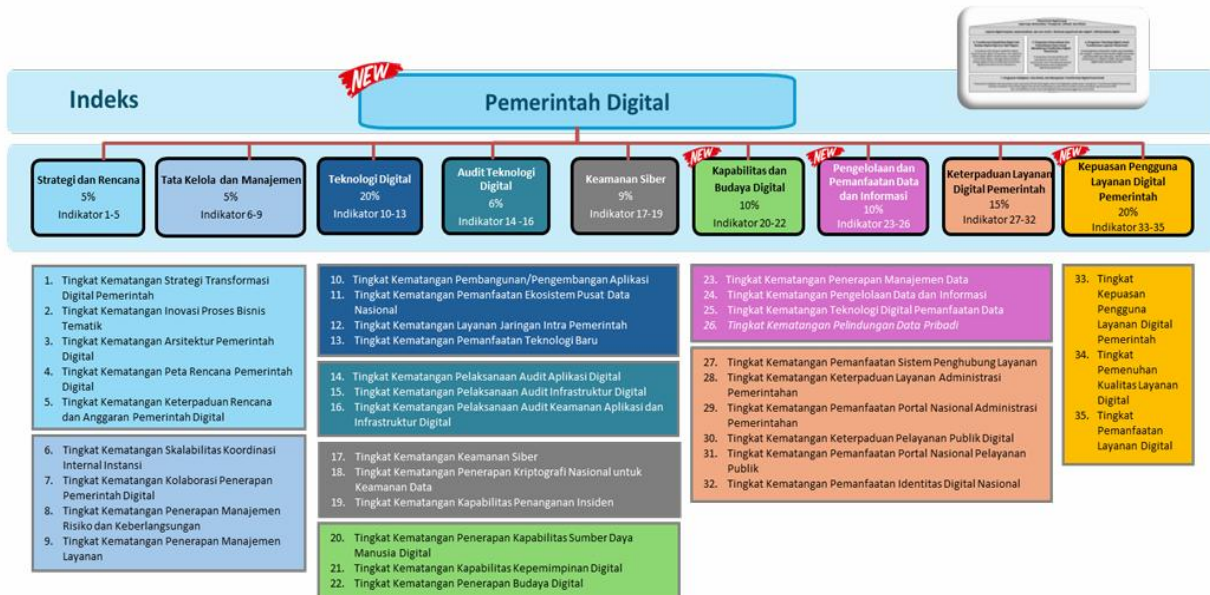 Indeks
NEW
Pemerintah Digital
Strategi dan Rencana
5%
Indikator 1-5
Tata Kelola dan Manajemen
5%
Indikator 6-9
Teknologi Digital
20%
Indikator 10-13
Audit Teknologi
Digital
6%
Indikator 14 -16
Keamanan Siber
9%
Indikator 17-19
NEW
Kapabilitas dan
Budaya Digital
10%
Indikator 20-22
NEW
Pengelolaan dan
Pemanfaatan Data
dan Informasi
10%
Indikator 23-26
Keterpaduan Layanan
Digital Pemerintah
15%
Indikator 27-32
NEW
Kepuasan Pengguna
Layanan Digital
Pemerintah
20%
Indikator 33-35
1. Tingkat Kematangan Strategi Transformasi
Digital Pemerintah
2. Tingkat Kematangan Inovasi Proses Bisnis
Tematik
3. Tingkat Kematangan Arsitektur Pemerintah
Digital
4. Tingkat Kematangan Peta Rencana Pemerintah
Digital
5. Tingkat Kematangan Keterpaduan Rencana
dan Anggaran Pemerintah Digital
6. Tingkat Kematangan Skalabilitas Koordinasi
Internal Instansi
7. Tingkat Kematangan Kolaborasi Penerapan
Pemerintah Digital
8. Tingkat Kematangan Penerapan Manajemen
Risiko dan Keberlangsungan
9. Tingkat Kematangan Penerapan Manajemen
Layanan
10. Tingkat Kematangan Pembangunan/Pengembangan Aplikasi
11. Tingkat Kematangan Pemanfaatan Ekosistem Pusat Data
Nasional
12. Tingkat Kematangan Layanan Jaringan Intra Pemerintah
13. Tingkat Kematangan Pemanfaatan Teknologi Baru
14. Tingkat Kematangan Pelaksanaan Audit Aplikasi Digital
15. Tingkat Kematangan Pelaksanaan Audit Infrastruktur Digital
16. Tingkat Kematangan Pelaksanaan Audit Keamanan Aplikasi dan
Infrastruktur Digital
17. Tingkat Kematangan Keamanan Siber
18. Tingkat Kematangan Penerapan Kriptografi Nasional untuk
Keamanan Data
19. Tingkat Kematangan Kapabilitas Penanganan Insiden
20. Tingkat Kematangan Penerapan Kapabilitas Sumber Daya
Manusia Digital
21. Tingkat Kematangan Kapabilitas Kepemimpinan Digital
22. Tingkat Kematangan Penerapan Budaya Digital
23. Tingkat Kematangan Penerapan Manajemen Data
24. Tingkat Kematangan Pengelolaan Data dan Informasi
25. Tingkat Kematangan Teknologi Digital Pemanfaatan Data
26. Tingkat Kematangan Pelindungan Data Pribadi
27. Tingkat Kematangan Pemanfaatan Sistem Penghubung Layanan
28. Tingkat Kematangan Keterpaduan Layanan Administrasi
Pemerintahan
29. Tingkat Kematangan Pemanfaatan Portal Nasional Administrasi
Pemerintahan
30. Tingkat Kematangan Keterpaduan Pelayanan Publik Digital
31. Tingkat Kematangan Pemanfaatan Portal Nasional Pelayanan
Publik
32. Tingkat Kematangan Pemanfaatan Identitas Digital Nasional
33. Tingkat
Kepuasan
Pengguna
Layanan Digital
Pemerintah
34. Tingkat
Pemenuhan
Kualitas Layanan
Digital
35. Tingkat
Pemanfaatan
Layanan Digital